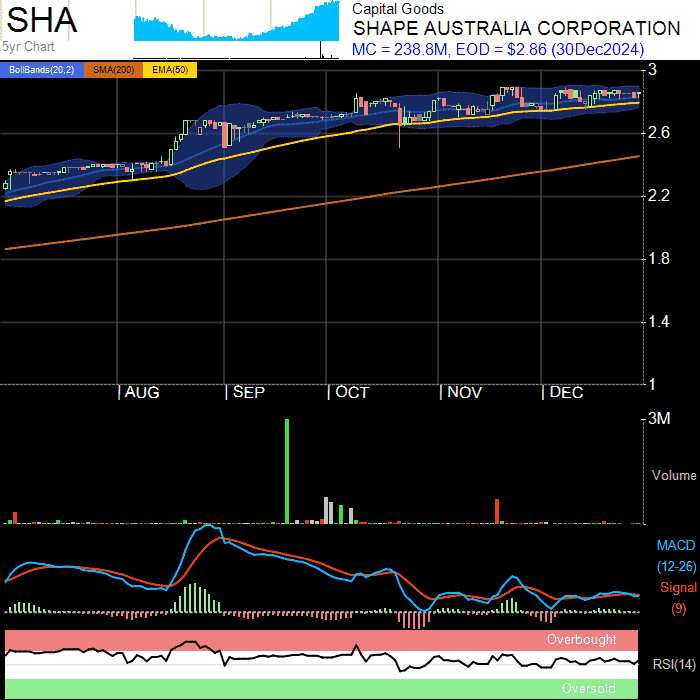 SHA
5yr Chart
Capital Goods
SHAPE AUSTRALIA CORPORATION
MC = 238.8M, EOD = $2.86 (30Dec2024)
BollBands(20,2) SMA(200) EMA(50)
3
2.6
2.2
1.8
1.4
1
AUG SEP OCT NOV DEC
3M
Volume
MACD
(12-26)
Signal
(9)
Overbought
RSI(14)
Oversold